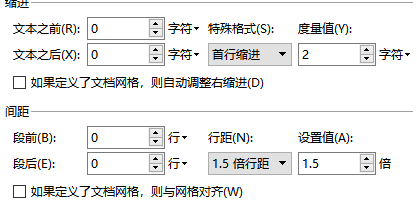 缩进
文本之前(R): 0 字符 特殊格式(S): 度量值(Y):
文本之后(X): 0 字符 首行缩进 2 字符
如果定义了文档网格，则自动调整右缩进(D)
间距
段前(B): 0 行 行距(N): 设置值(A):
段后(E): 0 行 1.5 倍行距 1.5 倍
如果定义了文档网格，则与网格对齐(W)